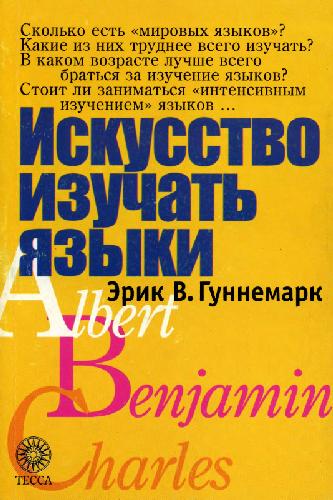 Сколько есть «мировых языков»?
Какие из них труднее всего изучать?
В каком возрасте лучше всего
браться за изучение языков?
Стоит ли заниматься «интенсивным
изучением» языков ...
Искусство
изучать
языки
Эрик В. Гуннемарк
Albert
Benjamin
Charles
ТЕССА